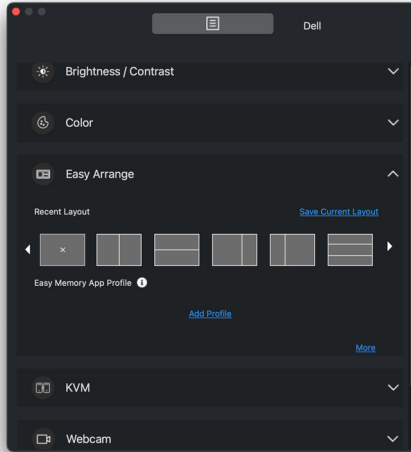 Dell
Brightness / Contrast
Color
Easy Arrange
Recent Layout
Save Current Layout
Easy Memory App Profile
Add Profile
More
KVM
Webcam